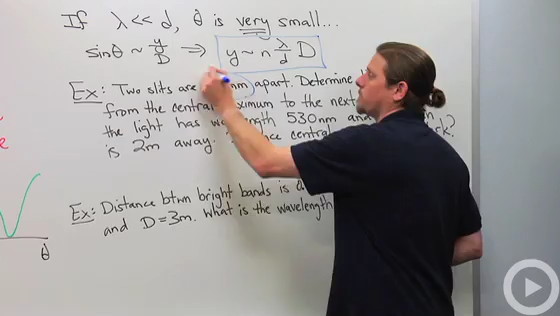 If λ << d, θ is very small...
sinθ ~ y/D ⇒ y ~ n λ/d D
Ex: Two slits are nm apart. Determine
from the central maximum to the next
the light has wavelength 530nm and
is 2m away. central
Ex: Distance btwn bright bands is
and D=3m. What is the wavelength
θ